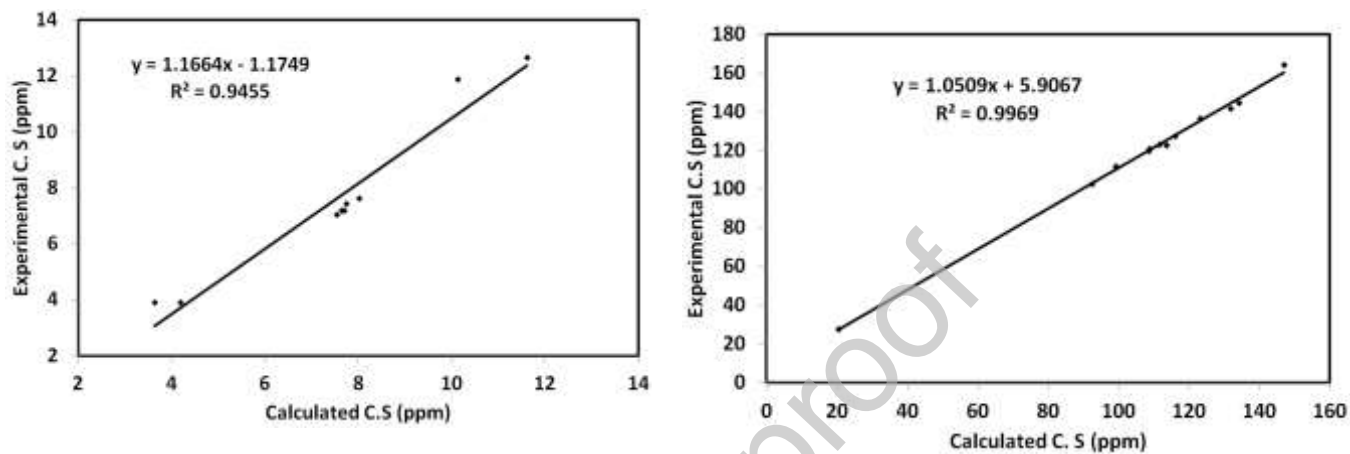 14
12
10
8
6
4
2
Experimental C. S (ppm)
y = 1.1664x - 1.1749
R² = 0.9455
2 4 6 8 10 12 14
Calculated C.S (ppm)
180
160
140
120
100
80
60
40
20
0
Experimental C.S (ppm)
y = 1.0509x + 5.9067
R² = 0.9969
0 20 40 60 80 100 120 140 160
Calculated C. S (ppm)
proof